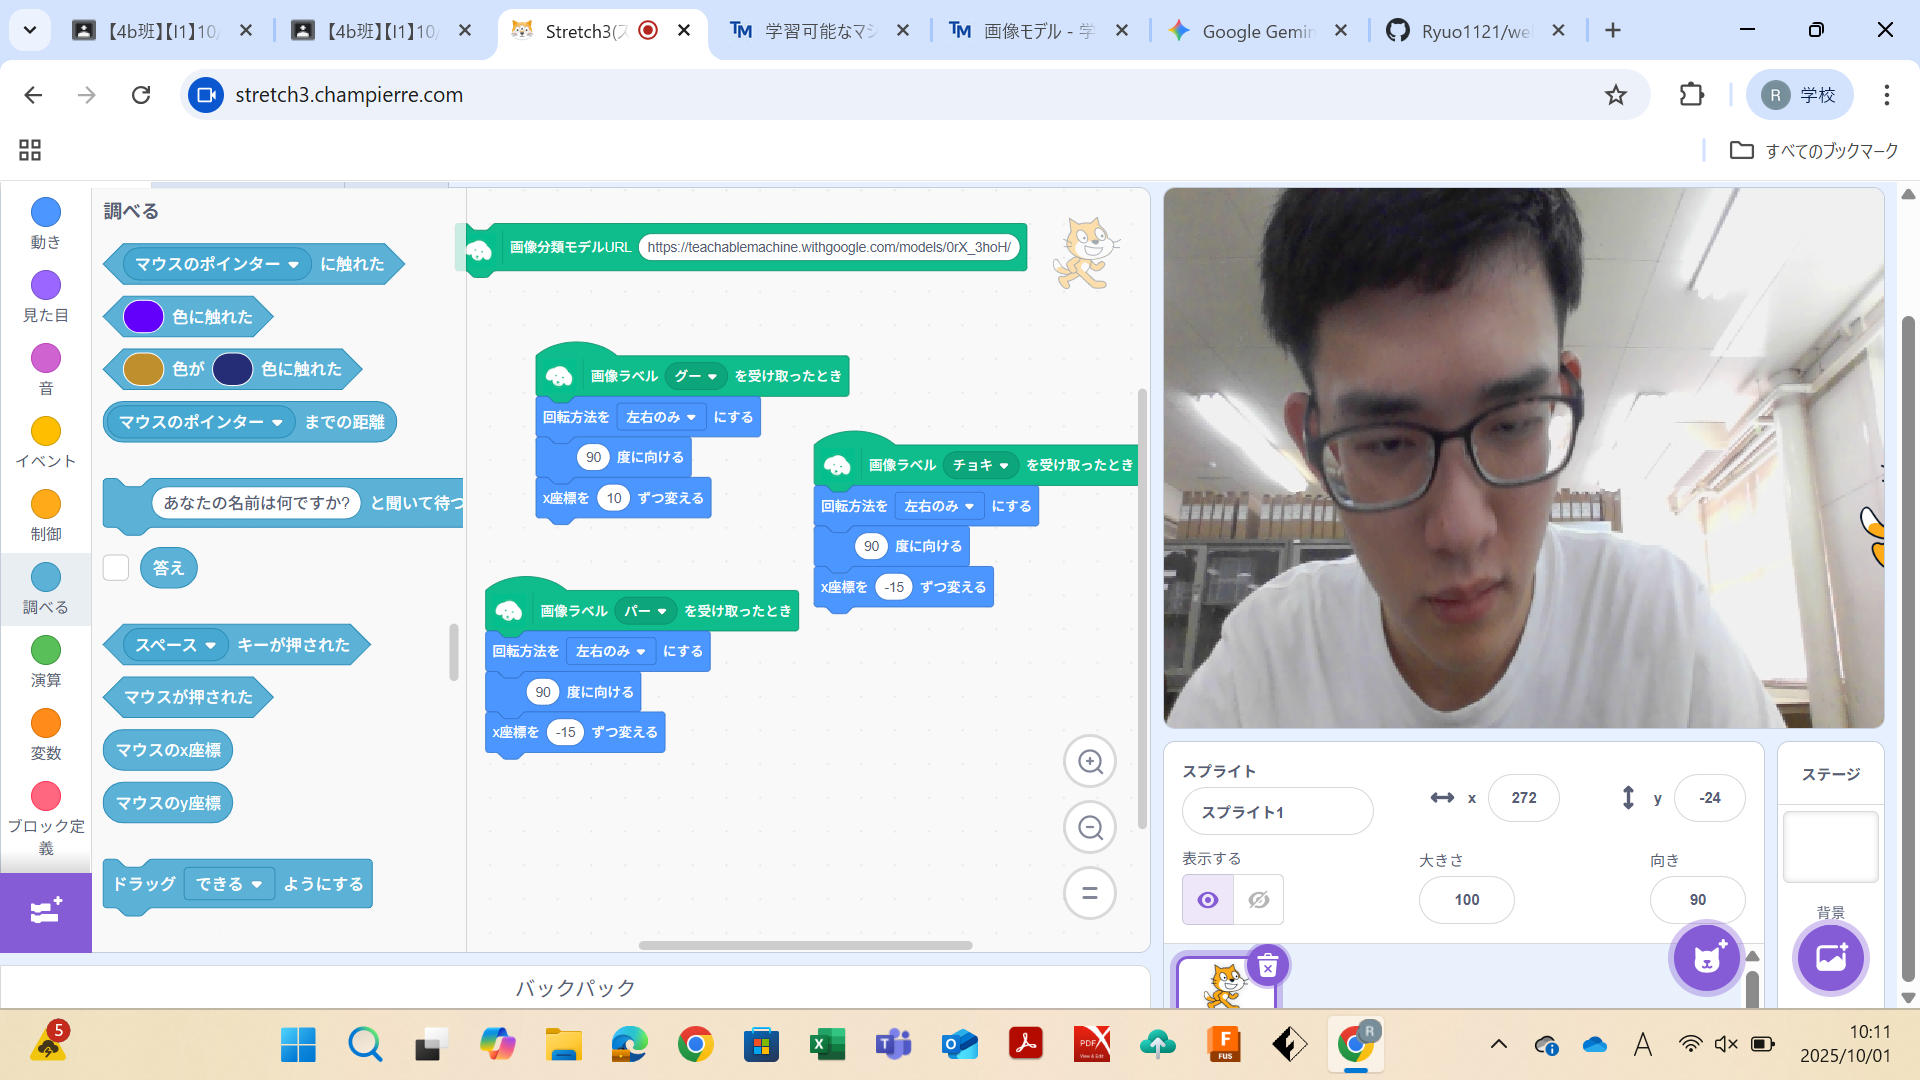 【4b班】【I1】10/
【4b班】【I1】10/
Stretch3(ス
学習可能なマシ
画像モデル - 学
Google Gemin
Ryuo1121/wel
stretch3.champierre.com
R 学校
すべてのブックマーク
動き
見た目
音
イベント
制御
調べる
演算
変数
ブロック定義
調べる
マウスのポインター に触れた
色に触れた
色が 色に触れた
マウスのポインター までの距離
あなたの名前は何ですか? と聞いて待つ
答え
スペース キーが押された
マウスが押された
マウスのx座標
マウスのy座標
ドラッグ できる ようにする
画像分類モデルURL https://teachablemachine.withgoogle.com/models/0rX_3hoH/
画像ラベル グー を受け取ったとき
回転方法を 左右のみ にする
90 度に向ける
x座標を 10 ずつ変える
画像ラベル チョキ を受け取ったとき
回転方法を 左右のみ にする
90 度に向ける
x座標を -15 ずつ変える
画像ラベル パー を受け取ったとき
回転方法を 左右のみ にする
90 度に向ける
x座標を -15 ずつ変える
バックパック
スプライト
スプライト1
x 272
y -24
表示する
大きさ
100
向き
90
ステージ
背景
5
PDF
View & Edit
F
FUS
R
A
10:11
2025/10/01